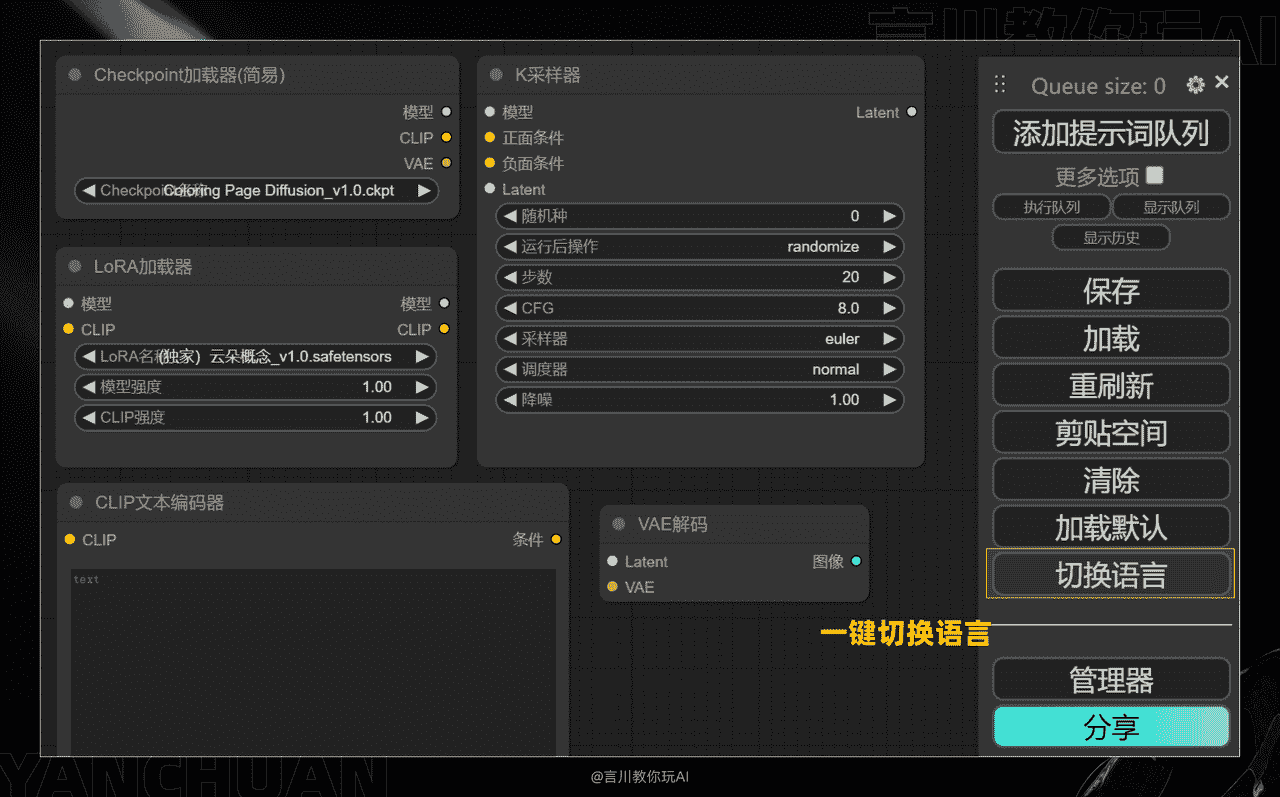 言川教你玩AI
Checkpoint加载器(简易)
模型
CLIP
VAE
Coloring Page Diffusion_v1.0.ckpt
LoRA加载器
模型 模型
CLIP CLIP
LoRA名称 (独家）云朵概念_v1.0.safetensors
模型强度 1.00
CLIP强度 1.00
K采样器
模型 Latent
正面条件
负面条件
Latent
随机种 0
运行后操作 randomize
步数 20
CFG 8.0
采样器 euler
调度器 normal
降噪 1.00
CLIP文本编码器
CLIP 条件
text
VAE解码
Latent 图像
VAE
Queue size: 0
添加提示词队列
更多选项
执行队列 显示队列
显示历史
保存
加载
重刷新
剪贴空间
清除
加载默认
切换语言
一键切换语言
管理器
分享
YANCHUAN
@言川教你玩AI